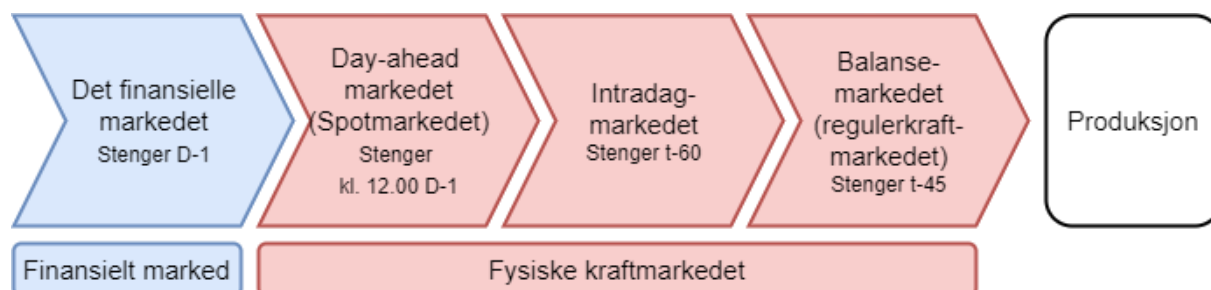 Det finansielle
markedet
Stenger D-1
Day-ahead
markedet
(Spotmarkedet)
Stenger
kl. 12.00 D-1
Intradag-
markedet
Stenger t-60
Balanse-
markedet
(regulerkraft-
markedet)
Stenger t-45
Produksjon
Finansielt marked
Fysiske kraftmarkedet